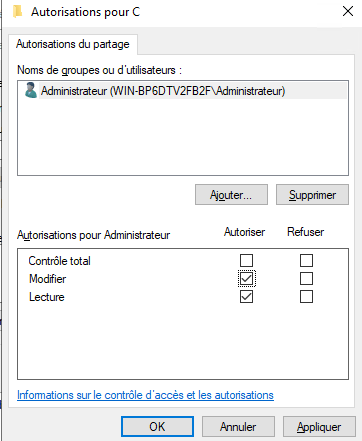 Autorisations pour C
Autorisations du partage
Noms de groupes ou d'utilisateurs :
Administrateur (WIN-BP6DTV2FB2F\Administrateur)
Ajouter... Supprimer
Autorisations pour Administrateur Autoriser Refuser
Contrôle total
Modifier
Lecture
Informations sur le contrôle d'accès et les autorisations
OK Annuler Appliquer